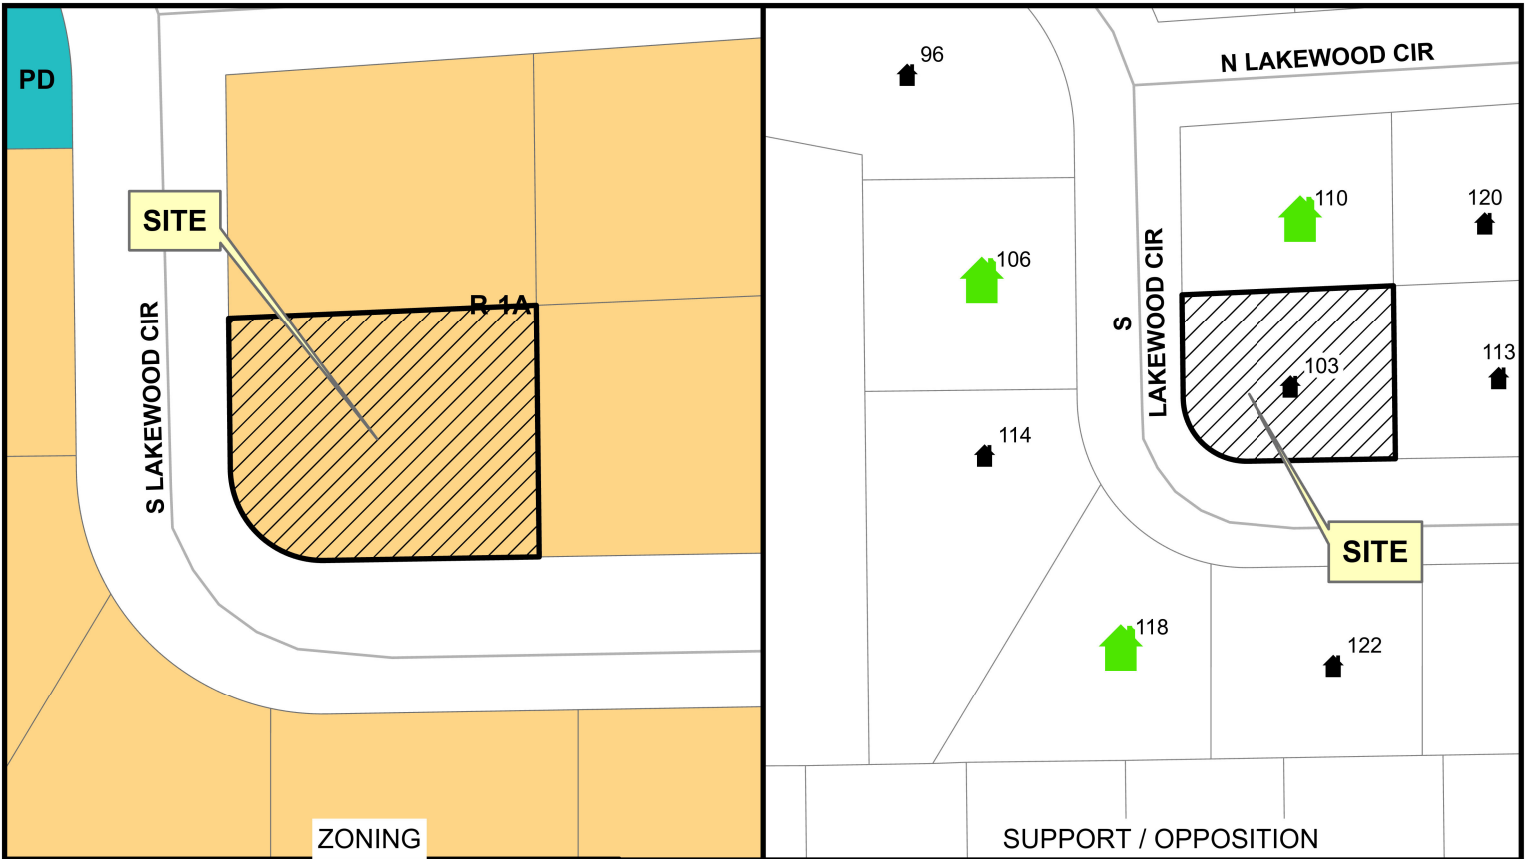 PD
SITE
R-1A
S LAKEWOOD CIR
ZONING
96
N LAKEWOOD CIR
110
120
106
S
LAKEWOOD CIR
103
113
114
SITE
118
122
SUPPORT / OPPOSITION